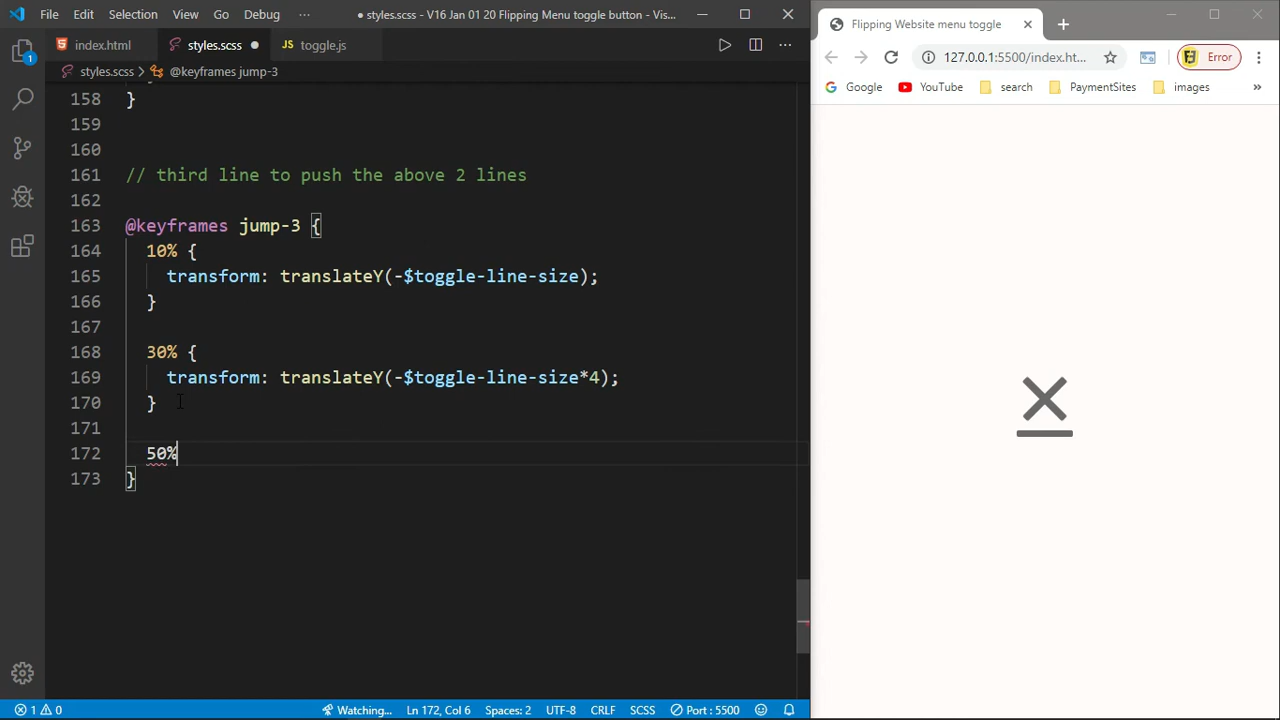 File Edit Selection View Go Debug ··· ● styles.scss - V16 Jan 01 20 Flipping Menu toggle button - Vis...
index.html styles.scss ● toggle.js
styles.scss > @keyframes jump-3
158 }
159
160
161 // third line to push the above 2 lines
162
163 @keyframes jump-3 {
164 10% {
165 transform: translateY(-$toggle-line-size);
166 }
167
168 30% {
169 transform: translateY(-$toggle-line-size*4);
170 }
171
172 50%
173 }
1
1 0 Watching... Ln 172, Col 6 Spaces: 2 UTF-8 CRLF SCSS Port : 5500
Flipping Website menu toggle
127.0.0.1:5500/index.ht... Error
Google YouTube search PaymentSites images »